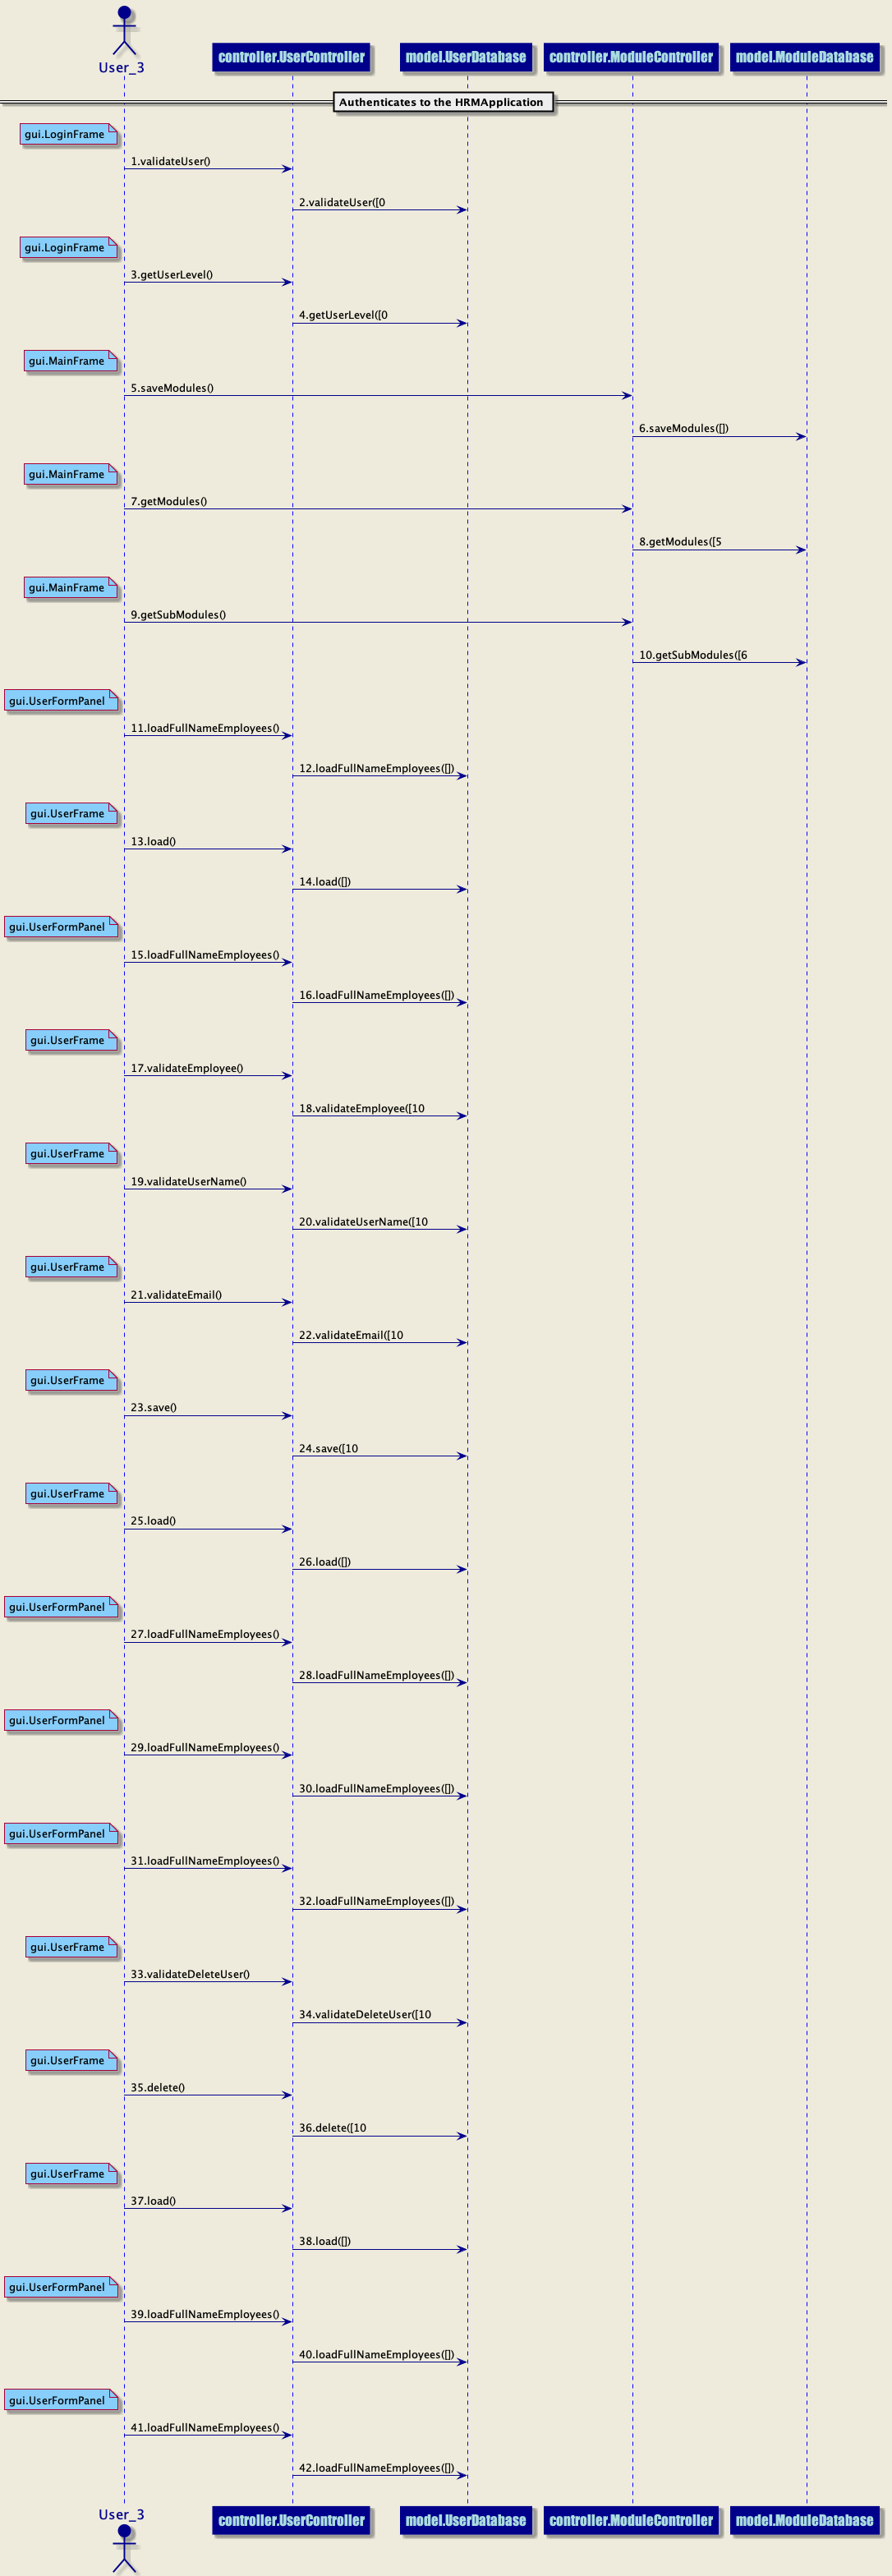 User_3
controller.UserController
model.UserDatabase
controller.ModuleController
model.ModuleDatabase
Authenticates to the HRMApplication
gui.LoginFrame
1.validateUser()
2.validateUser([0
gui.LoginFrame
3.getUserLevel()
4.getUserLevel([0
gui.MainFrame
5.saveModules()
6.saveModules([])
gui.MainFrame
7.getModules()
8.getModules([5
gui.MainFrame
9.getSubModules()
10.getSubModules([6
gui.UserFormPanel
11.loadFullNameEmployees()
12.loadFullNameEmployees([])
gui.UserFrame
13.load()
14.load([])
gui.UserFormPanel
15.loadFullNameEmployees()
16.loadFullNameEmployees([])
gui.UserFrame
17.validateEmployee()
18.validateEmployee([10
gui.UserFrame
19.validateUserName()
20.validateUserName([10
gui.UserFrame
21.validateEmail()
22.validateEmail([10
gui.UserFrame
23.save()
24.save([10
gui.UserFrame
25.load()
26.load([])
gui.UserFormPanel
27.loadFullNameEmployees()
28.loadFullNameEmployees([])
gui.UserFormPanel
29.loadFullNameEmployees()
30.loadFullNameEmployees([])
gui.UserFormPanel
31.loadFullNameEmployees()
32.loadFullNameEmployees([])
gui.UserFrame
33.validateDeleteUser()
34.validateDeleteUser([10
gui.UserFrame
35.delete()
36.delete([10
gui.UserFrame
37.load()
38.load([])
gui.UserFormPanel
39.loadFullNameEmployees()
40.loadFullNameEmployees([])
gui.UserFormPanel
41.loadFullNameEmployees()
42.loadFullNameEmployees([])
User_3
controller.UserController
model.UserDatabase
controller.ModuleController
model.ModuleDatabase